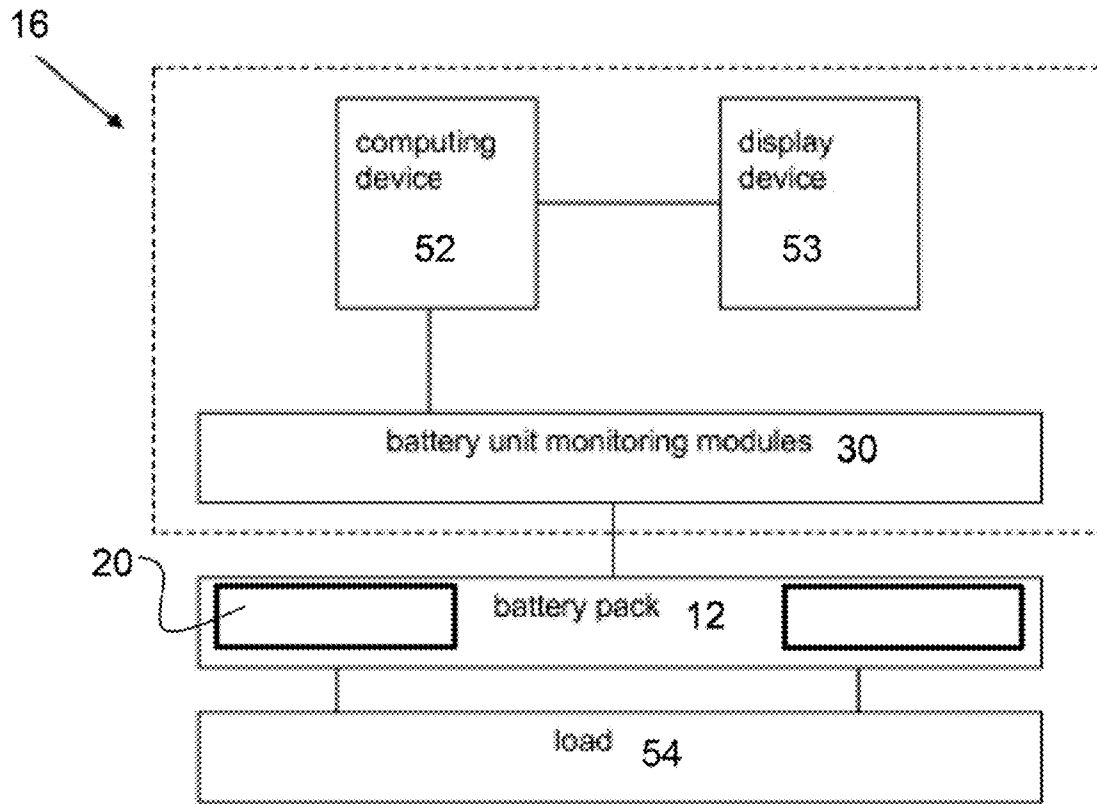 16
computing
device
52
display
device
53
battery unit monitoring modules 30
20
battery pack 12
load 54